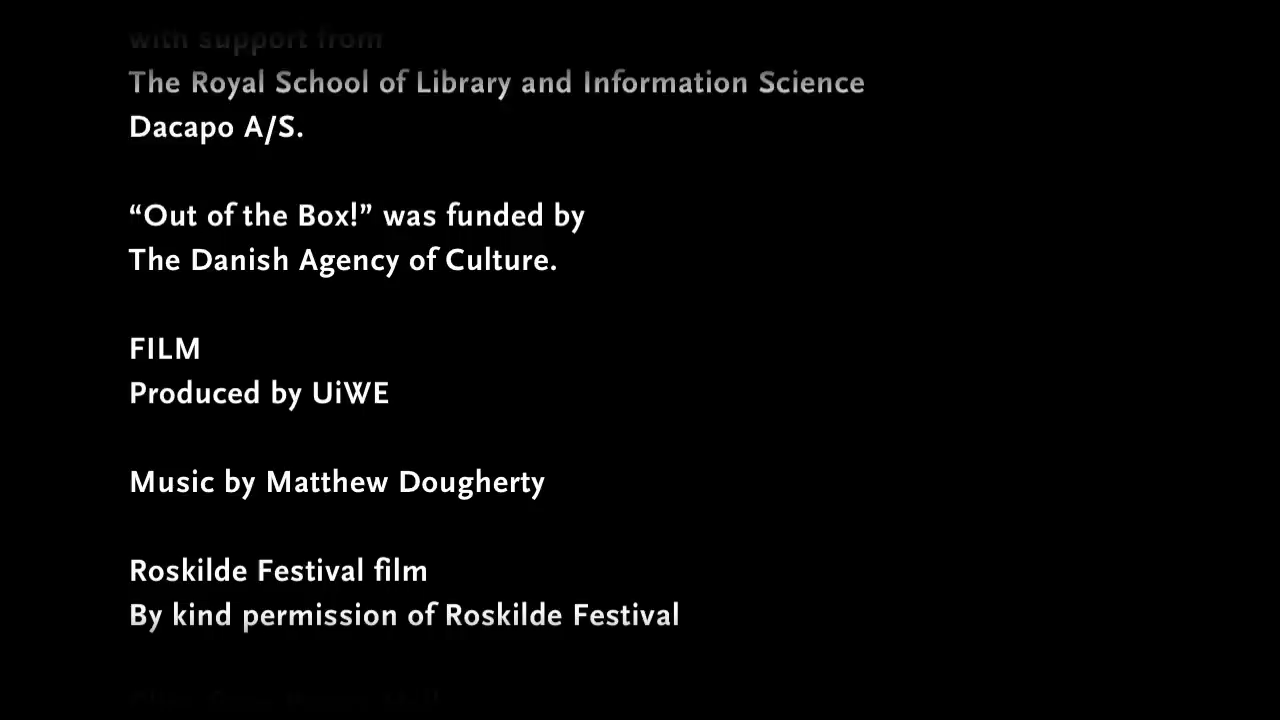 with support from
The Royal School of Library and Information Science
Dacapo A/S.
“Out of the Box!” was funded by
The Danish Agency of Culture.
FILM
Produced by UiWE
Music by Matthew Dougherty
Roskilde Festival film
By kind permission of Roskilde Festival